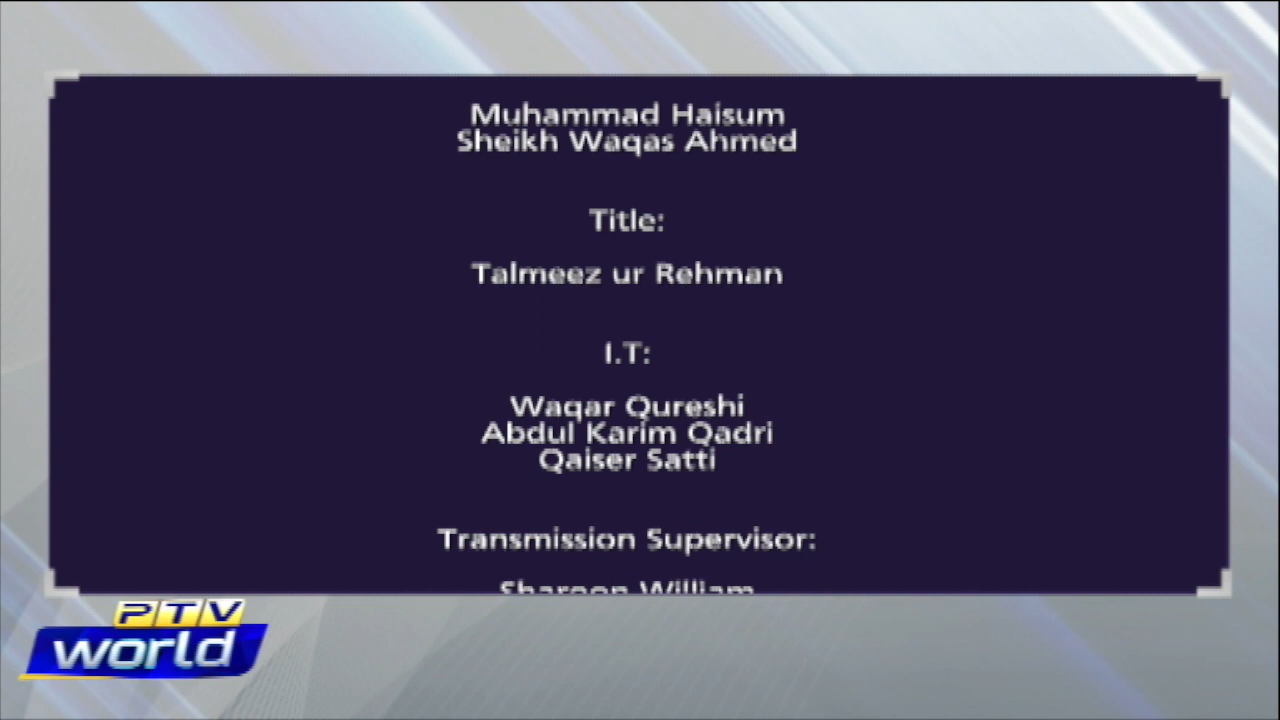 Muhammad Haisum
Sheikh Waqas Ahmed
Title:
Talmeez ur Rehman
I.T:
Waqar Qureshi
Abdul Karim Qadri
Qaiser Satti
Transmission Supervisor:
William
PTV
world